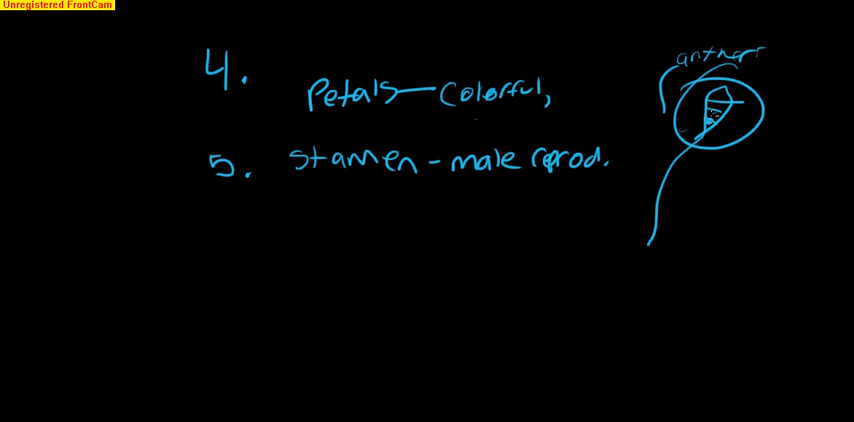 Unregistered FrontCam
anther
4. Petals - Colorful,
5. Stamen - male reprod.